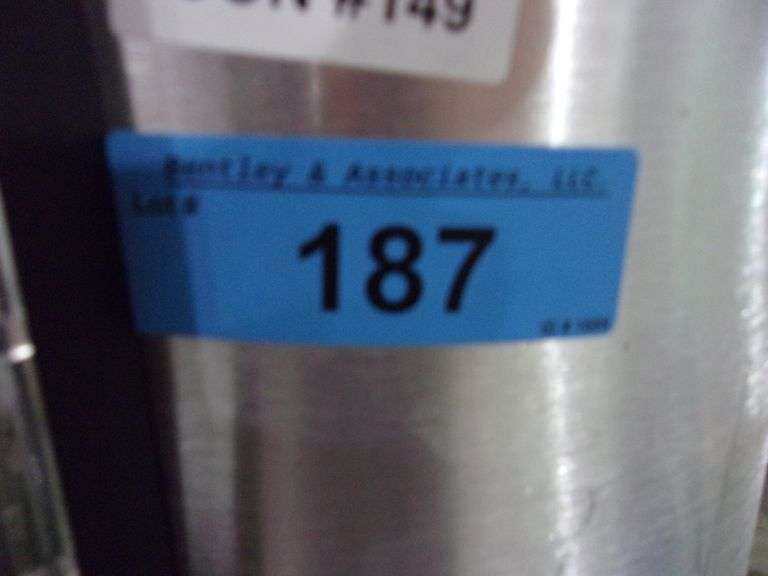 #149
Bentley & Associates, LLC
Lot #
187